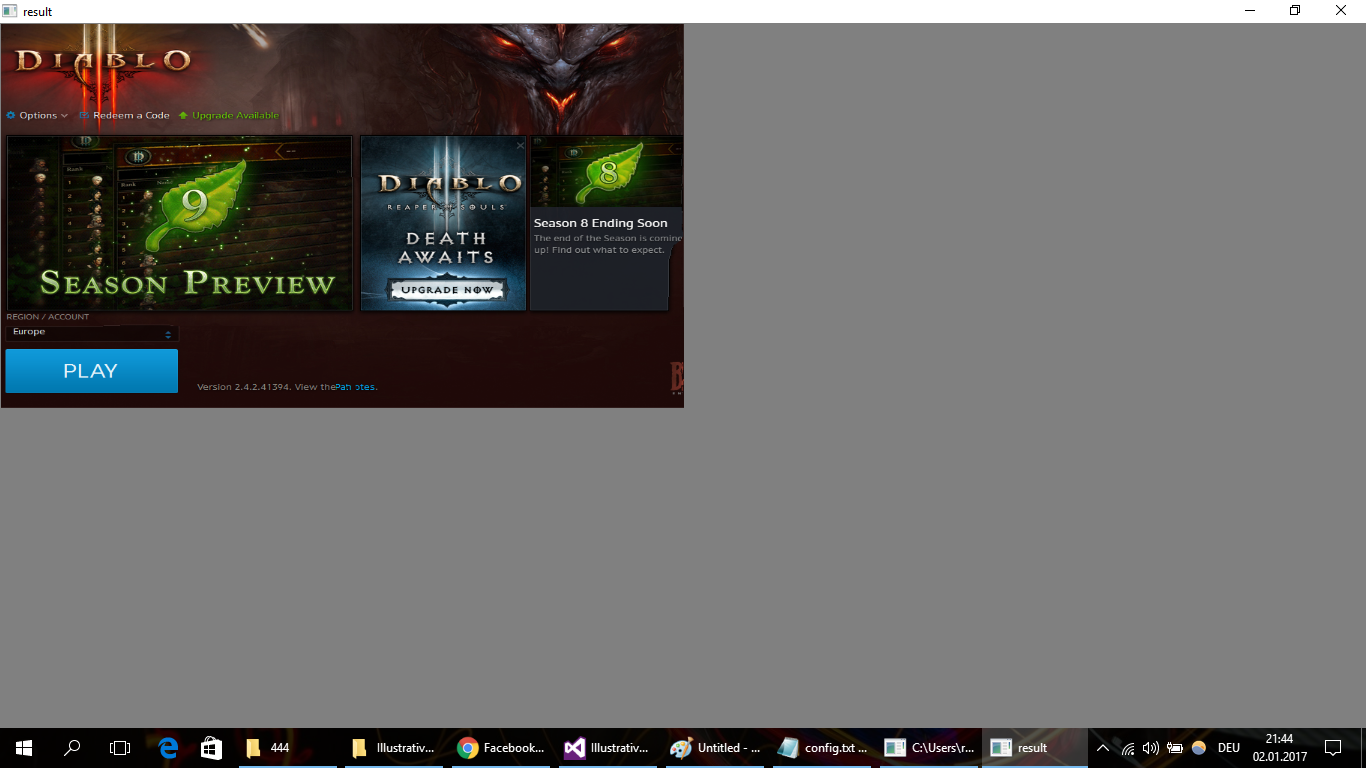 result
DIABLO
III
Options
Redeem a Code
Upgrade Available
9
SEASON PREVIEW
DIABLO
REAPER OF SOULS
DEATH
AWAITS
UPGRADE NOW
8
Season 8 Ending Soon
The end of the Season is coming
up! Find out what to expect.
REGION / ACCOUNT
Europe
PLAY
Version 2.4.2.41394. View the Pat otes.
444
Illustrativ...
Facebook...
Illustrativ...
Untitled - ...
config.txt ...
C:\Users\r...
result
DEU
21:44
02.01.2017